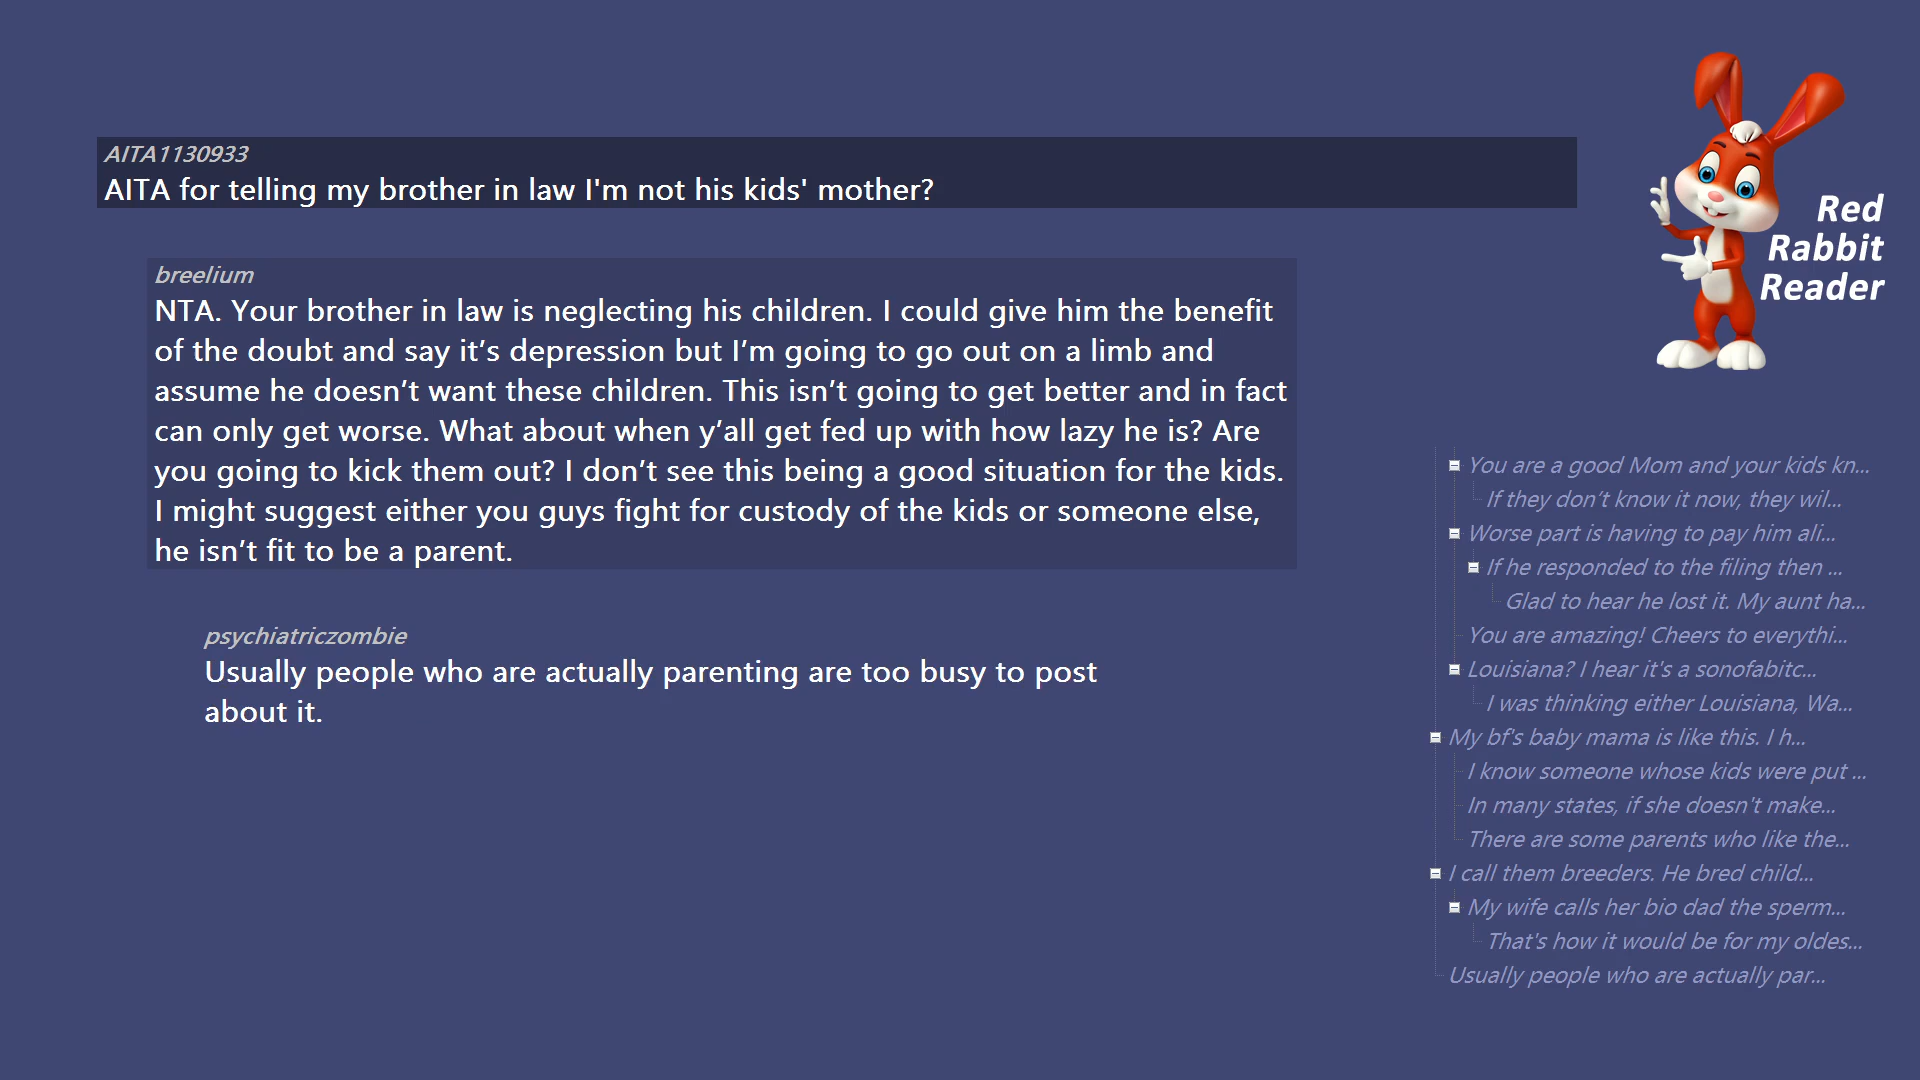 AITA1130933
AITA for telling my brother in law I'm not his kids' mother?
breelium
NTA. Your brother in law is neglecting his children. I could give him the benefit
of the doubt and say it’s depression but I’m going to go out on a limb and
assume he doesn’t want these children. This isn’t going to get better and in fact
can only get worse. What about when y’all get fed up with how lazy he is? Are
you going to kick them out? I don’t see this being a good situation for the kids.
I might suggest either you guys fight for custody of the kids or someone else,
he isn’t fit to be a parent.
psychiatriczombie
Usually people who are actually parenting are too busy to post
about it.
Red
Rabbit
Reader
You are a good Mom and your kids kn...
If they don’t know it now, they wil...
Worse part is having to pay him ali...
If he responded to the filing then ...
Glad to hear he lost it. My aunt ha...
You are amazing! Cheers to everythi...
Louisiana? I hear it's a sonofabitc...
I was thinking either Louisiana, Wa...
My bf's baby mama is like this. I h...
I know someone whose kids were put ...
In many states, if she doesn't make...
There are some parents who like the...
I call them breeders. He bred child...
My wife calls her bio dad the sperm...
That's how it would be for my oldes...
Usually people who are actually par...